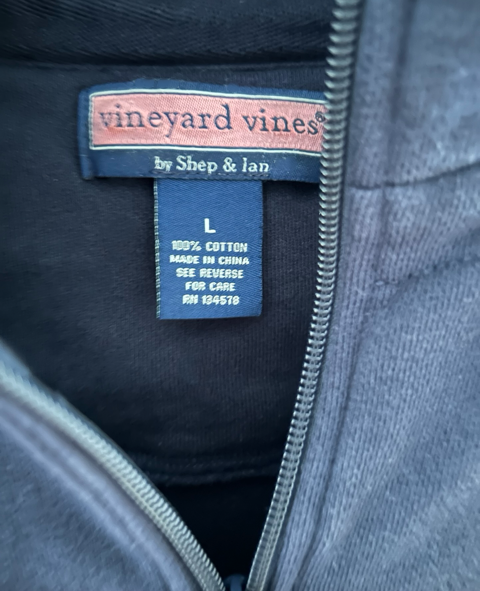 vineyard vines®
by Shep & Ian
L
100% COTTON
MADE IN CHINA
SEE REVERSE
FOR CARE
RN 134578